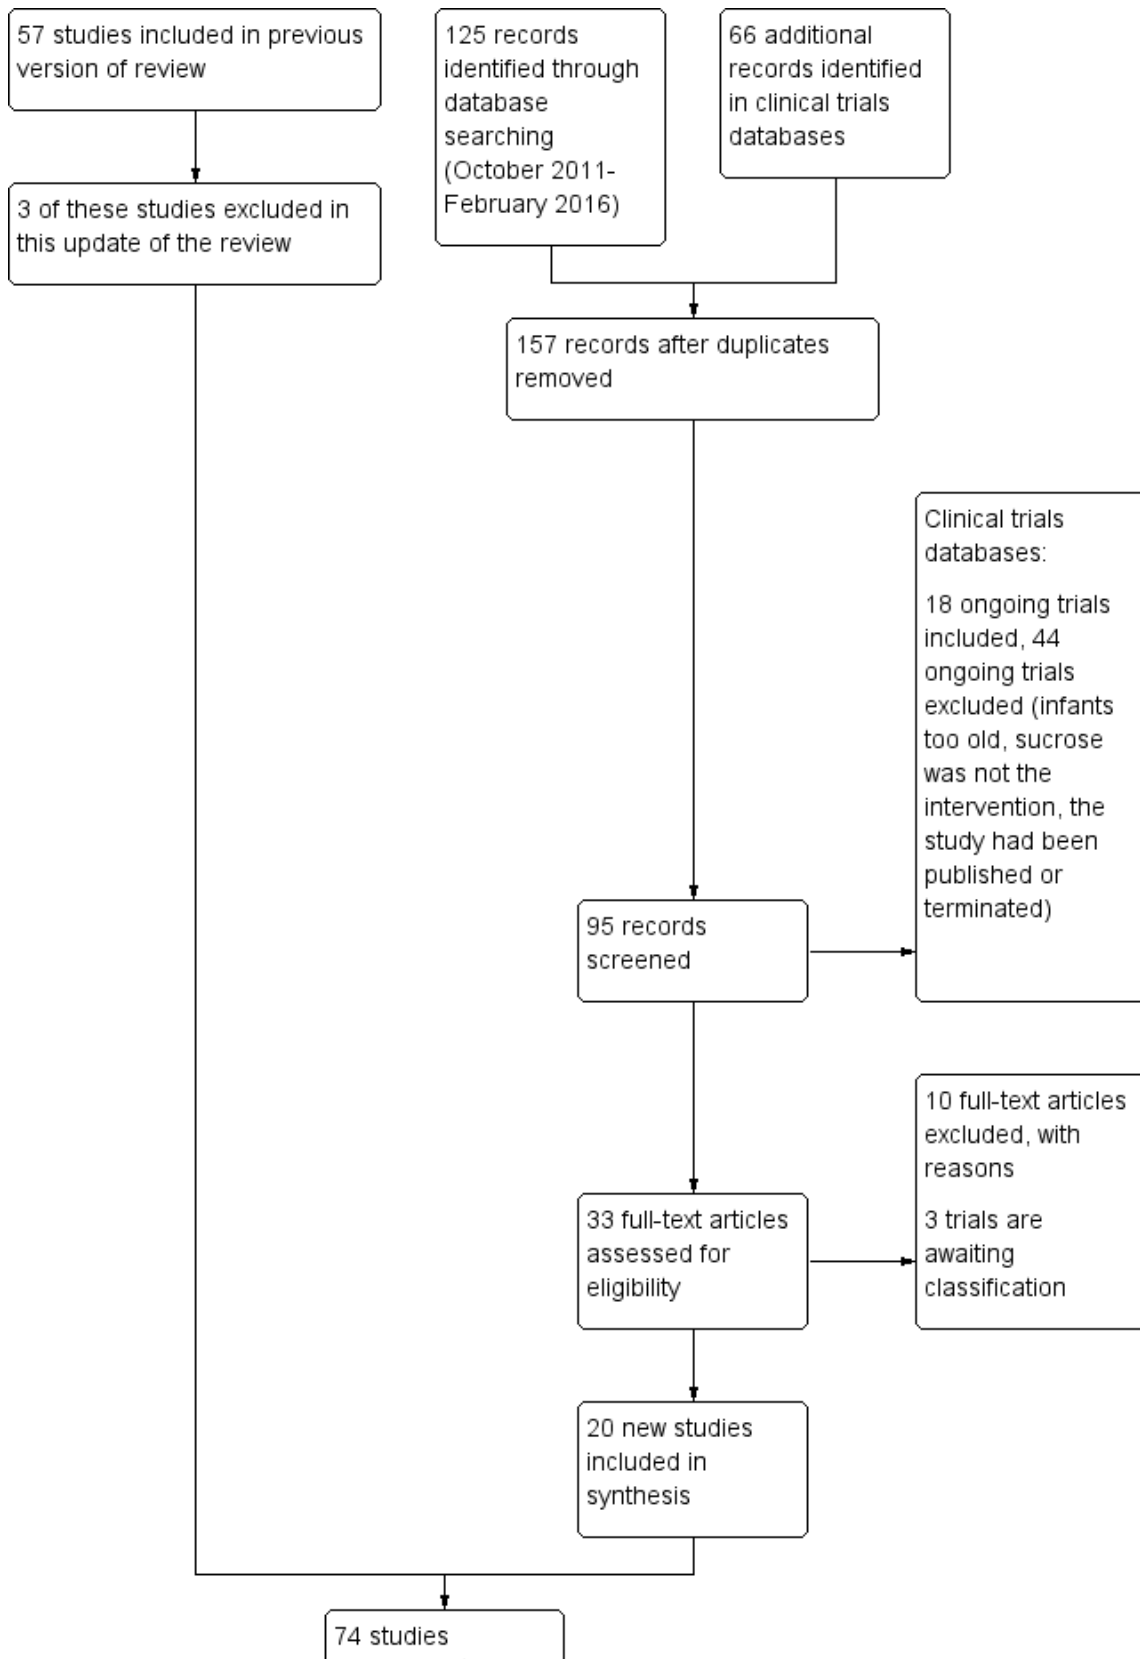 57 studies included in previous
version of review
125 records
identified through
database
searching
(October 2011-
February 2016)
66 additional
records identified
in clinical trials
databases
3 of these studies excluded in
this update of the review
157 records after duplicates
removed
Clinical trials
databases:
18 ongoing trials
included, 44
ongoing trials
excluded (infants
too old, sucrose
was not the
intervention, the
study had been
published or
terminated)
95 records
screened
10 full-text articles
excluded, with
reasons
3 trials are
awaiting
classification
33 full-text articles
assessed for
eligibility
20 new studies
included in
synthesis
74 studies